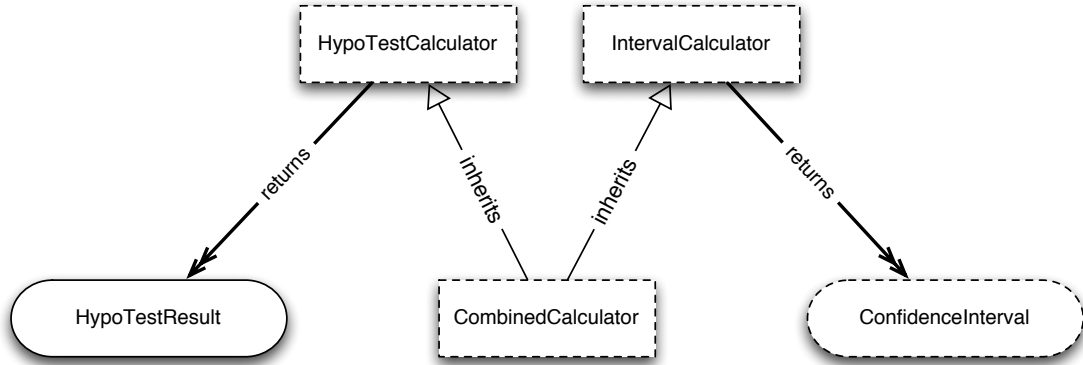 HypoTestCalculator
IntervalCalculator
returns
inherits
inherits
returns
HypoTestResult
CombinedCalculator
ConfidenceInterval